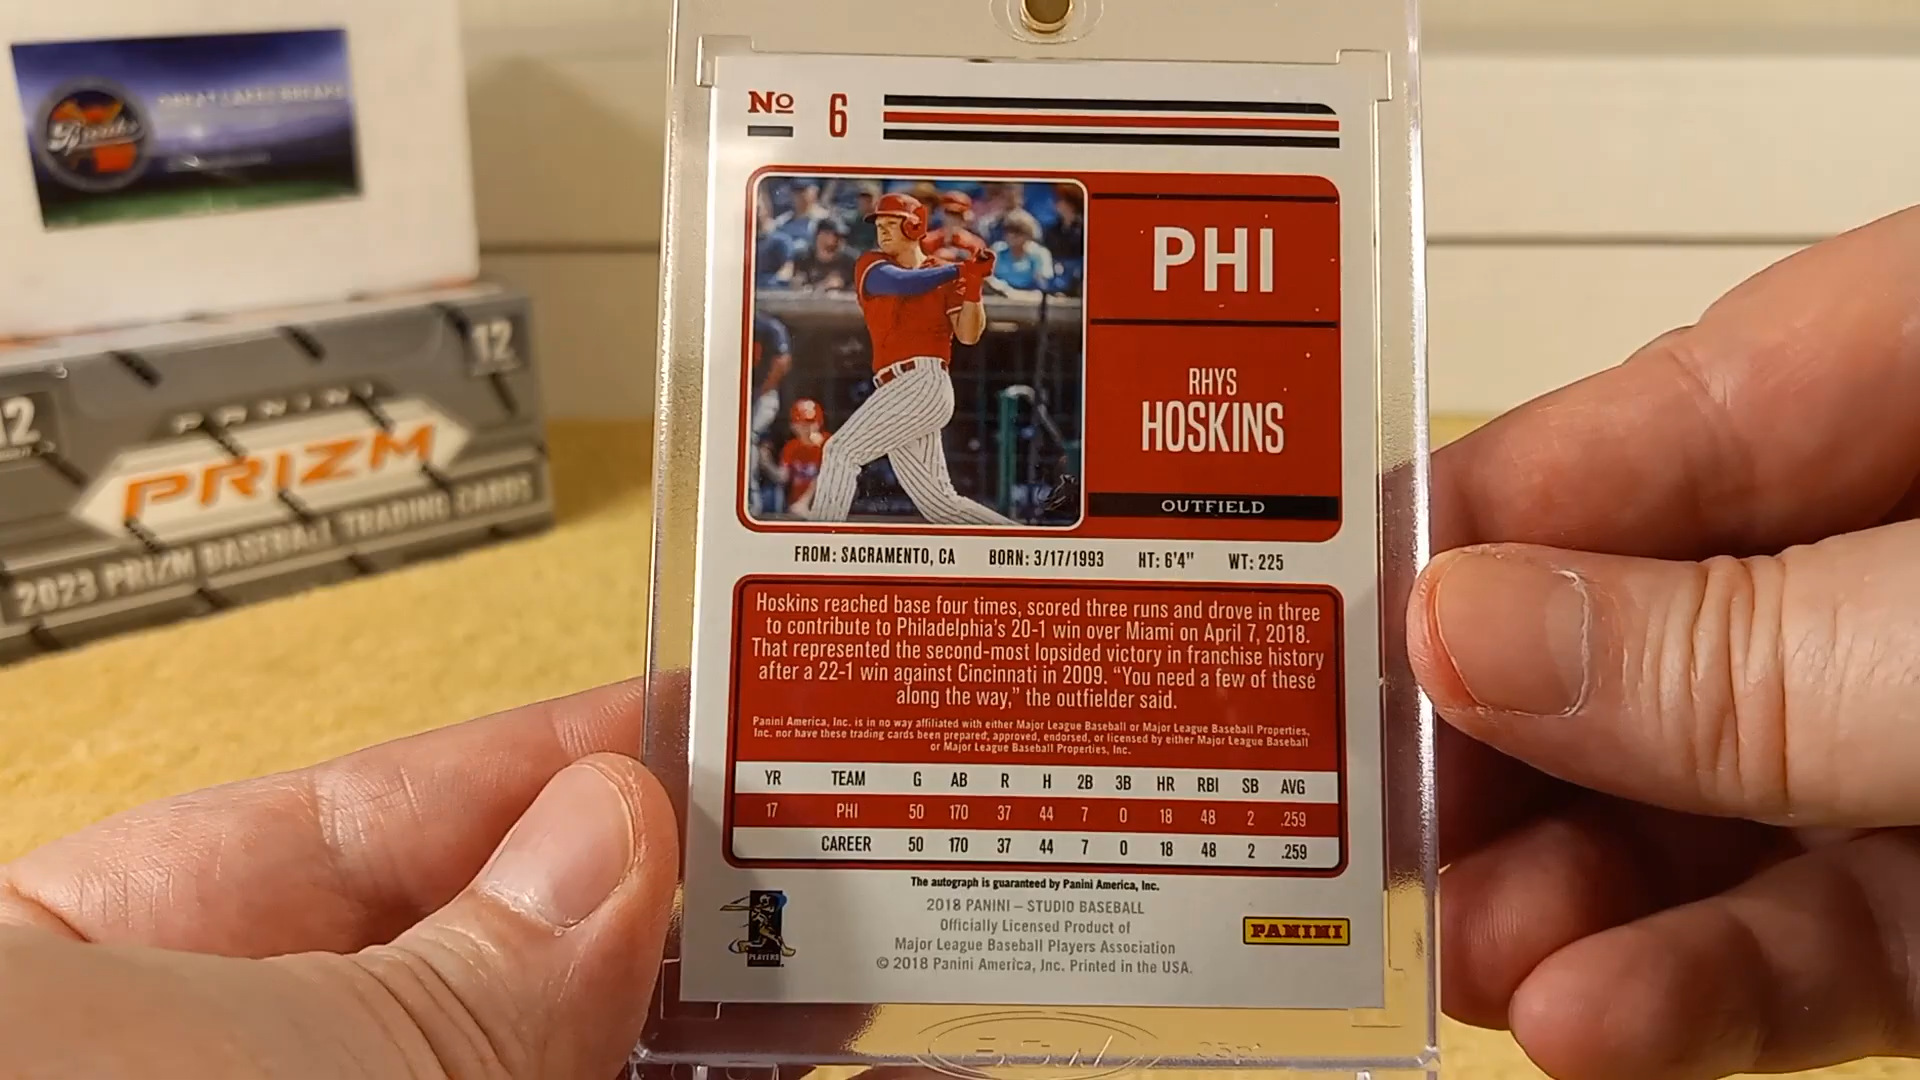 GREAT LAKES BREAKS
Breaks
12
12
PANINI
PRIZM
2023 PRIZM BASEBALL TRADING CARDS
No 6
PHI
RHYS
HOSKINS
OUTFIELD
FROM: SACRAMENTO, CA BORN: 3/17/1993 HT: 6'4" WT: 225
Hoskins reached base four times, scored three runs and drove in three
to contribute to Philadelphia's 20-1 win over Miami on April 7, 2018.
That represented the second-most lopsided victory in franchise history
after a 22-1 win against Cincinnati in 2009. "You need a few of these
along the way," the outfielder said.
Panini America, Inc. is in no way affiliated with either Major League Baseball or Major League Baseball Properties,
Inc. nor have these trading cards been prepared, approved, endorsed, or licensed by either Major League Baseball
or Major League Baseball Properties, Inc.
YR TEAM G AB R H 2B 3B HR RBI SB AVG
17 PHI 50 170 37 44 7 0 18 48 2 .259
CAREER 50 170 37 44 7 0 18 48 2 .259
The autograph is guaranteed by Panini America, Inc.
2018 PANINI – STUDIO BASEBALL
Officially Licensed Product of
Major League Baseball Players Association
© 2018 Panini America, Inc. Printed in the USA.
PLAYERS
PANINI
BCW 35pt